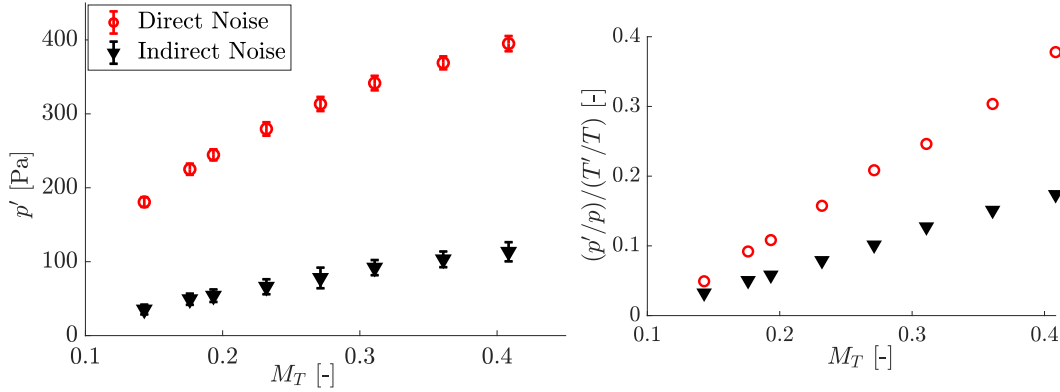 Direct Noise
Indirect Noise
400
300
200
100
0
p′ [Pa]
0.1 0.2 0.3 0.4
M_T [-]
0.4
0.3
0.2
0.1
0
(p′/p)/(T′/T) [-]
0.1 0.2 0.3 0.4
M_T [-]